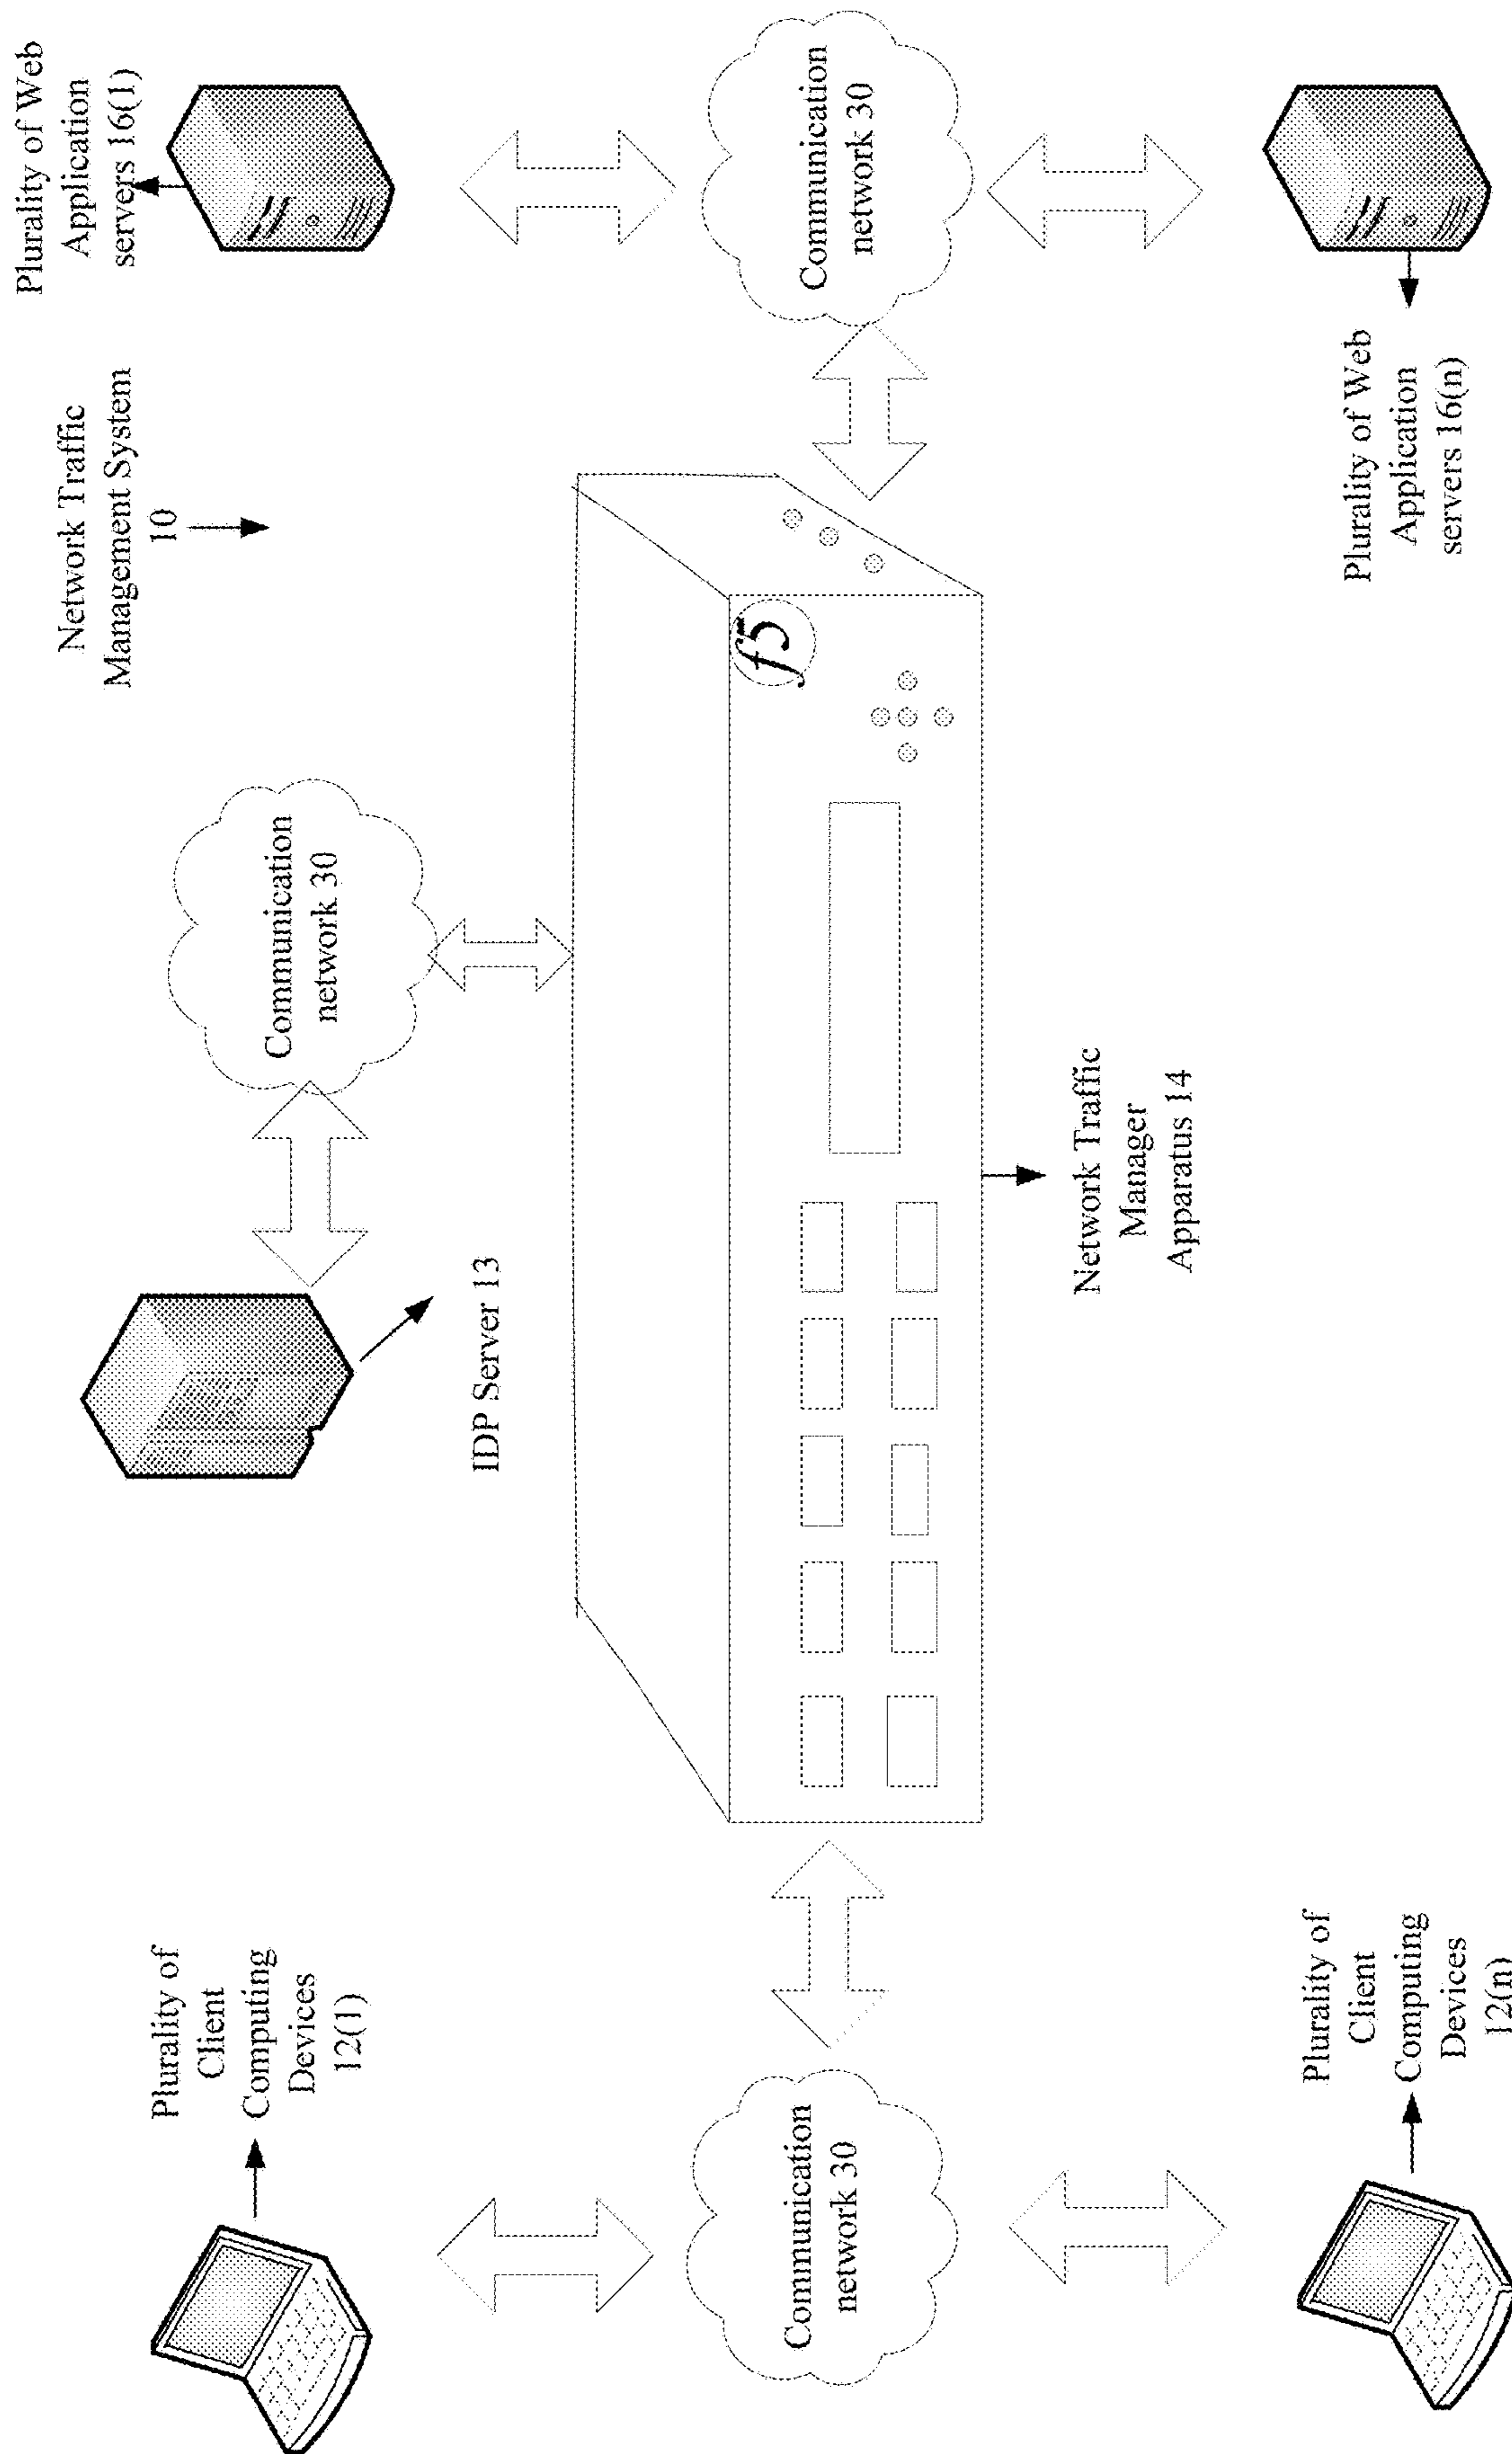 Network Traffic
Management System
10
Plurality of Web
Application
servers 16(1)
Communication
network 30
Plurality of Client
Computing
Devices
12(1)
IDP Server 13
f5
Communication
network 30
Communication
network 30
Network Traffic
Manager
Apparatus 14
Plurality of
Client
Computing
Devices
12(n)
Plurality of Web
Application
servers 16(n)